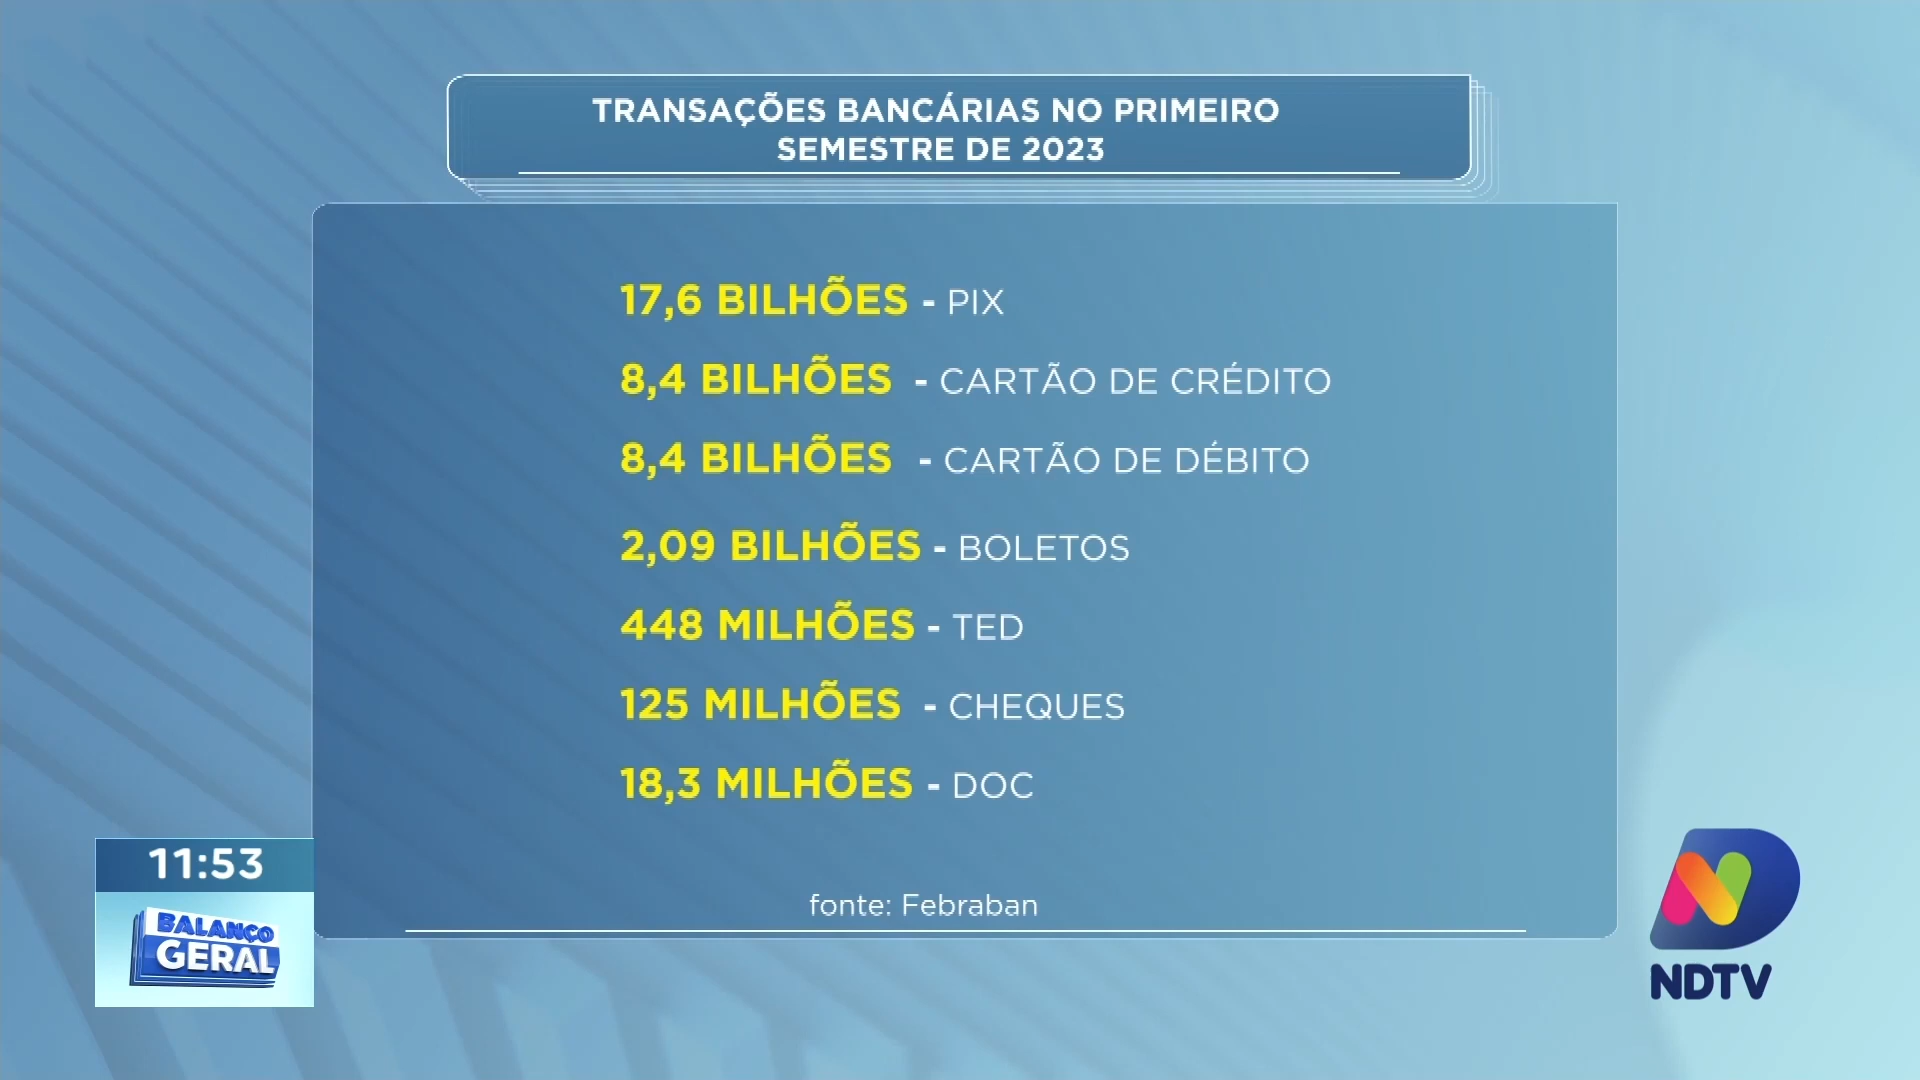 TRANSAÇÕES BANCÁRIAS NO PRIMEIRO
SEMESTRE DE 2023
17,6 BILHÕES - PIX
8,4 BILHÕES - CARTÃO DE CRÉDITO
8,4 BILHÕES - CARTÃO DE DÉBITO
2,09 BILHÕES - BOLETOS
448 MILHÕES - TED
125 MILHÕES - CHEQUES
18,3 MILHÕES - DOC
fonte: Febraban
11:53
BALANÇO
GERAL
NDTV